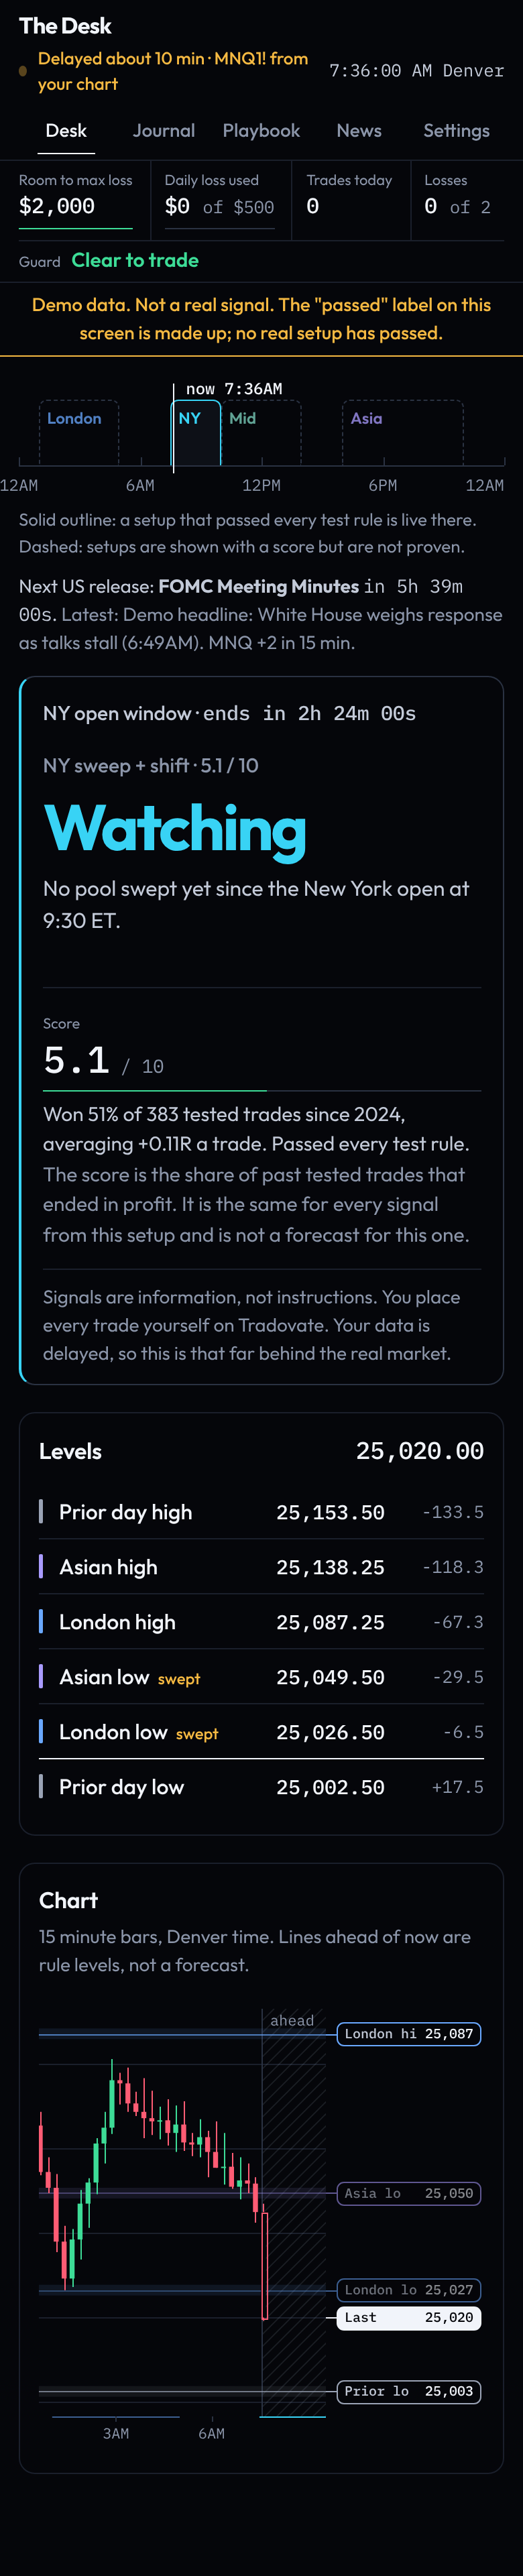 The Desk
Delayed about 10 min · MNQ1! from
your chart
7:36:00 AM Denver
Desk Journal Playbook News Settings
Room to max loss Daily loss used Trades today Losses
$2,000 $0 of $500 0 0 of 2
Guard Clear to trade
Demo data. Not a real signal. The "passed" label on this
screen is made up; no real setup has passed.
now 7:36AM
London NY Mid Asia
12AM 6AM 12PM 6PM 12AM
Solid outline: a setup that passed every test rule is live there.
Dashed: setups are shown with a score but are not proven.
Next US release: FOMC Meeting Minutes in 5h 39m
00s. Latest: Demo headline: White House weighs response
as talks stall (6:49AM). MNQ +2 in 15 min.
NY open window · ends in 2h 24m 00s
NY sweep + shift · 5.1 / 10
Watching
No pool swept yet since the New York open at
9:30 ET.
Score
5.1 / 10
Won 51% of 383 tested trades since 2024,
averaging +0.11R a trade. Passed every test rule.
The score is the share of past tested trades that
ended in profit. It is the same for every signal
from this setup and is not a forecast for this one.
Signals are information, not instructions. You place
every trade yourself on Tradovate. Your data is
delayed, so this is that far behind the real market.
Levels 25,020.00
Prior day high 25,153.50 -133.5
Asian high 25,138.25 -118.3
London high 25,087.25 -67.3
Asian low swept 25,049.50 -29.5
London low swept 25,026.50 -6.5
Prior day low 25,002.50 +17.5
Chart
15 minute bars, Denver time. Lines ahead of now are
rule levels, not a forecast.
ahead
London hi 25,087
Asia lo 25,050
London lo 25,027
Last 25,020
Prior lo 25,003
3AM 6AM